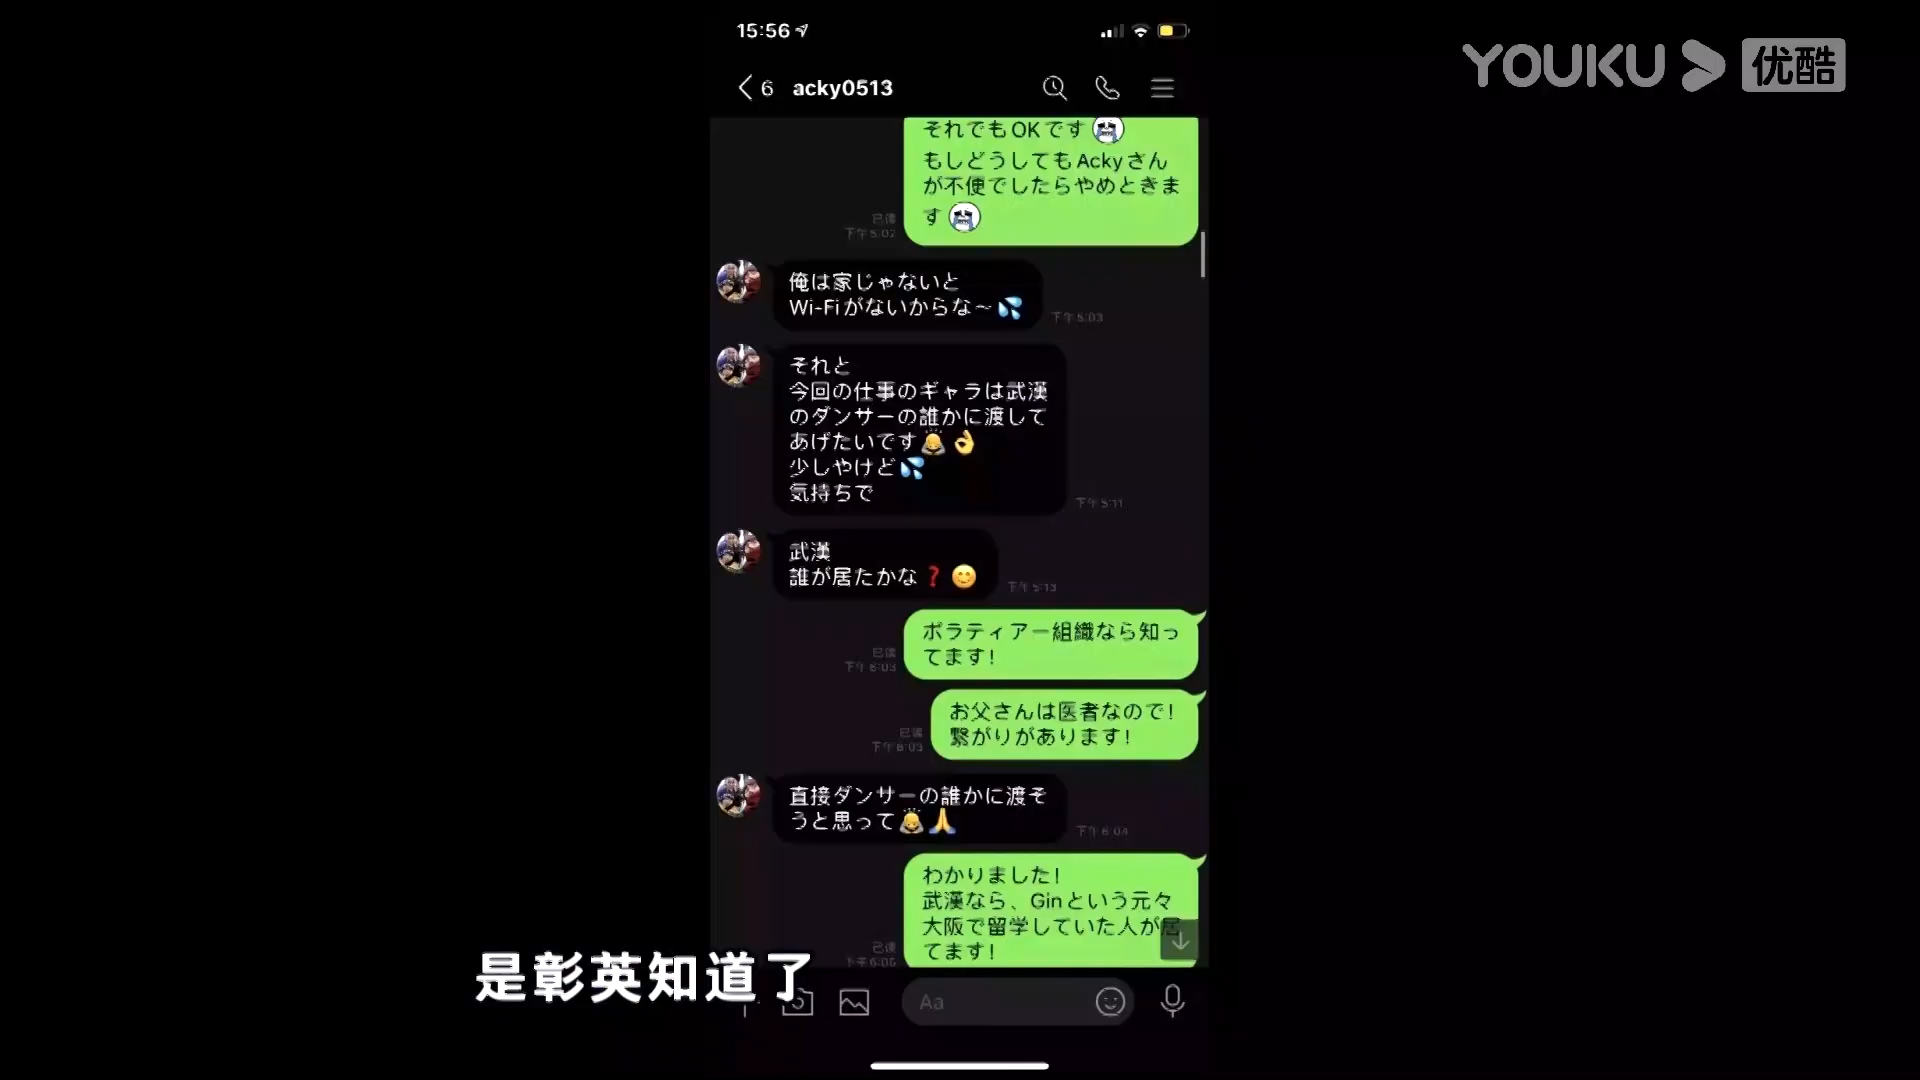 15:56
YOUKU 优酷
6 acky0513
それでもOKです
もしどうしてもAckyさん
が不便でしたらやめときま
す
已讀
下午5:02
俺は家じゃないと
Wi-Fiがないからな～
下午5:03
それと
今回の仕事のギャラは武漢
のダンサーの誰かに渡して
あげたいです
少しやけど
気持ちで
下午5:11
武漢
誰が居たかな❓
下午5:13
ボラティアー組織なら知っ
てます!
已讀
下午6:03
お父さんは医者なので!
繋がりがあります!
已讀
下午6:03
直接ダンサーの誰かに渡そ
うと思って
下午6:04
わかりました!
武漢なら、Ginという元々
大阪で留学していた人が居
てます!
已讀
下午6:06
是彰英知道了
Aa